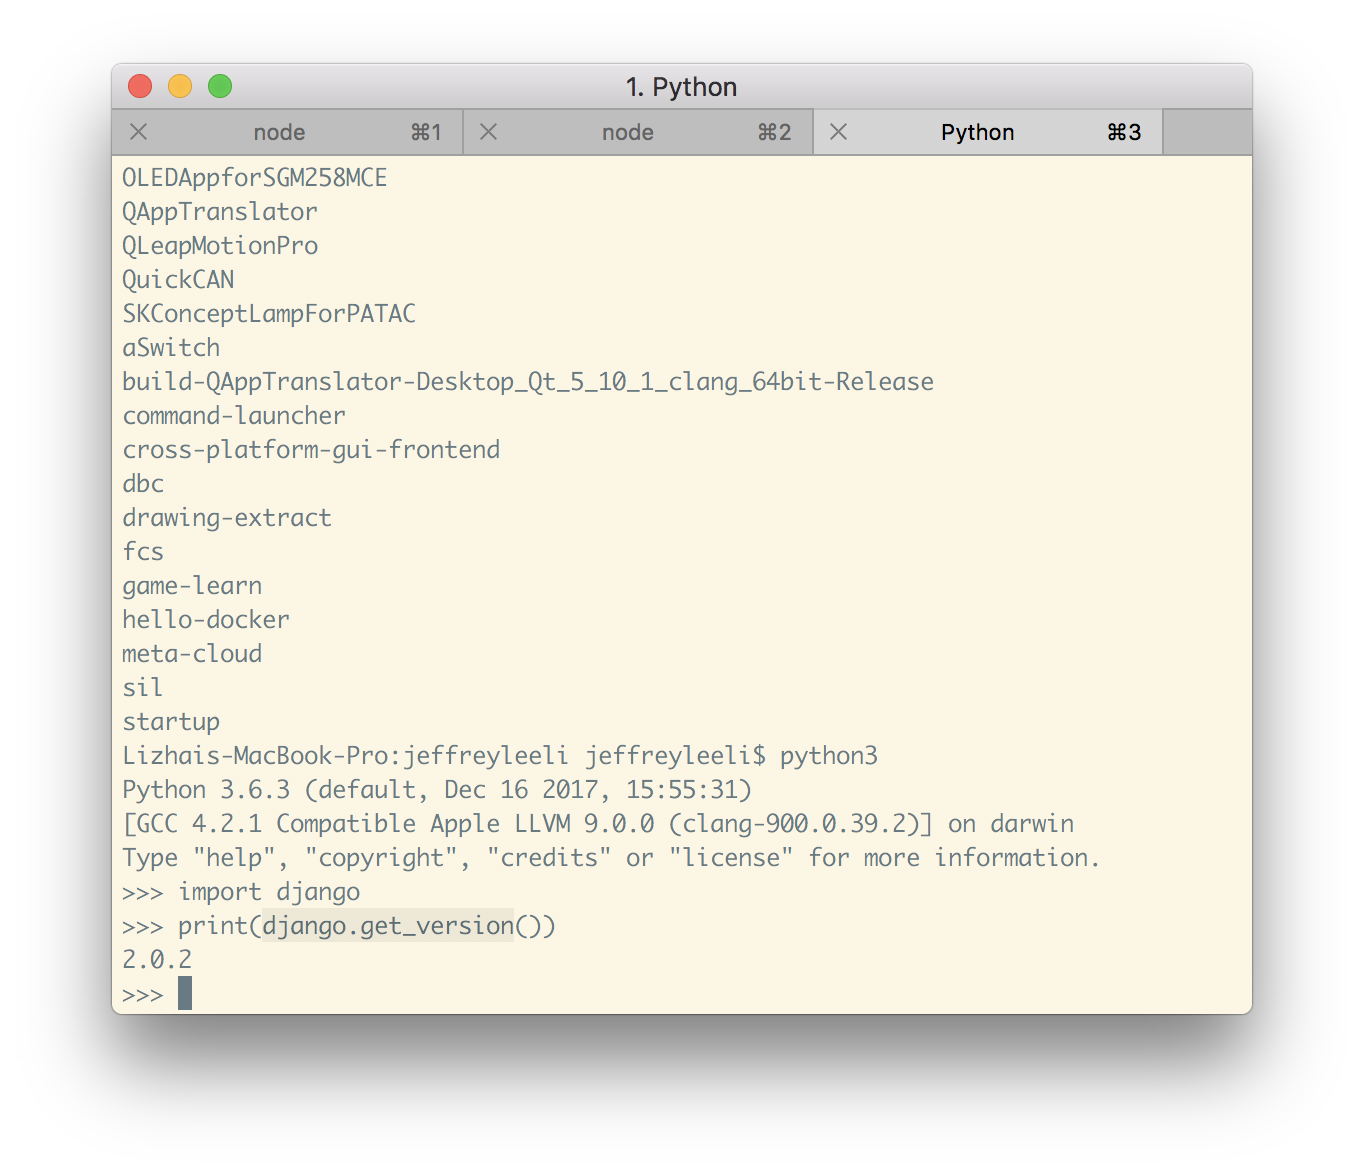 1. Python
node ⌘1 node ⌘2 Python ⌘3
OLEDAppforSGM258MCE
QAppTranslator
QLeapMotionPro
QuickCAN
SKConceptLampForPATAC
aSwitch
build-QAppTranslator-Desktop_Qt_5_10_1_clang_64bit-Release
command-launcher
cross-platform-gui-frontend
dbc
drawing-extract
fcs
game-learn
hello-docker
meta-cloud
sil
startup
Lizhais-MacBook-Pro:jeffreyleeli jeffreyleeli$ python3
Python 3.6.3 (default, Dec 16 2017, 15:55:31)
[GCC 4.2.1 Compatible Apple LLVM 9.0.0 (clang-900.0.39.2)] on darwin
Type "help", "copyright", "credits" or "license" for more information.
>>> import django
>>> print(django.get_version())
2.0.2
>>>